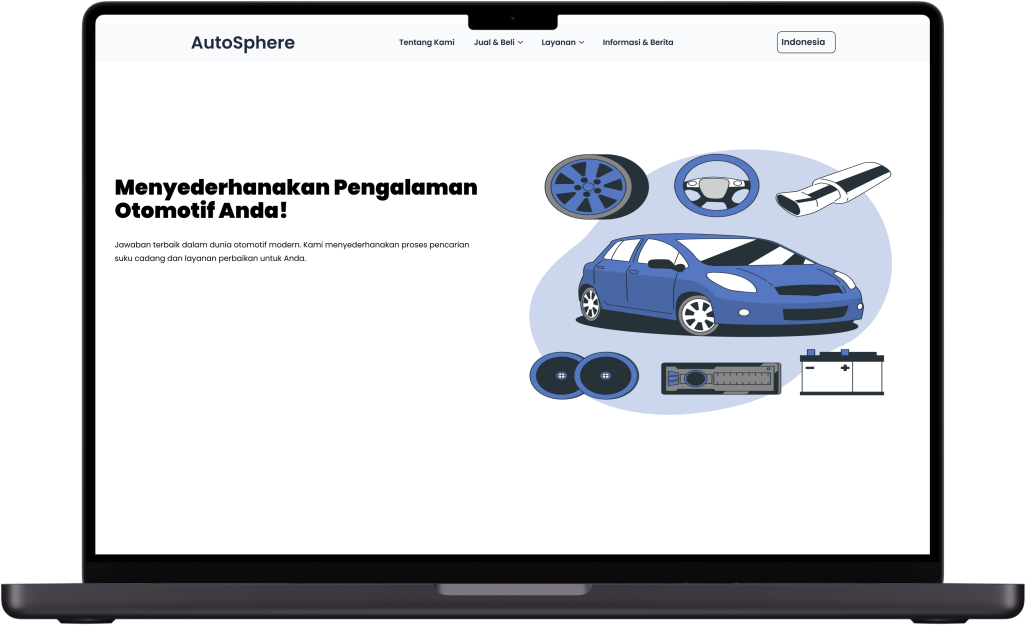 AutoSphere
Tentang Kami
Jual & Beli
Layanan
Informasi & Berita
Indonesia
Menyederhanakan Pengalaman
Otomotif Anda!
Jawaban terbaik dalam dunia otomotif modern. Kami menyederhanakan proses pencarian
suku cadang dan layanan perbaikan untuk Anda.